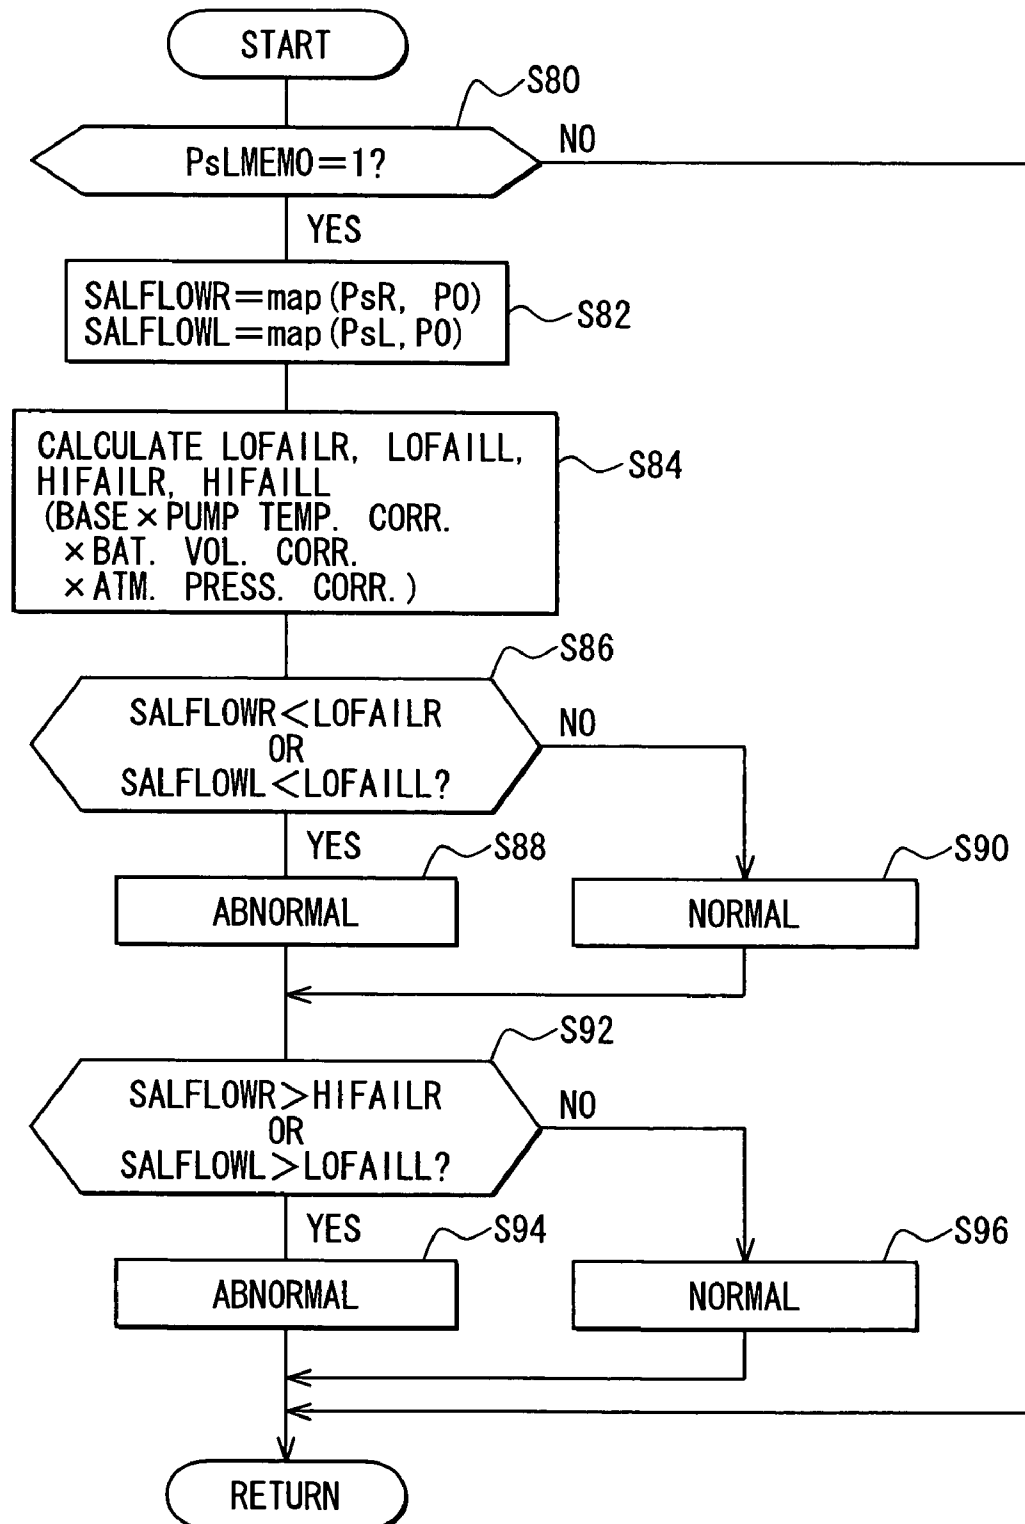 START
S80
PsLMEMO=1?
NO
YES
SALFLOWR=map(PsR, PO)
SALFLOWL=map(PsL,PO)
S82
CALCULATE LOFAILR, LOFAILL,
HIFAILR, HIFAILL
(BASE×PUMP TEMP. CORR.
×BAT. VOL. CORR.
×ATM. PRESS. CORR.)
S84
S86
SALFLOWR<LOFAILR
OR
SALFLOWL<LOFAILL?
NO
YES
S88
S90
ABNORMAL
NORMAL
S92
SALFLOWR>HIFAILR
OR
SALFLOWL>LOFAILL?
NO
YES
S94
S96
ABNORMAL
NORMAL
RETURN